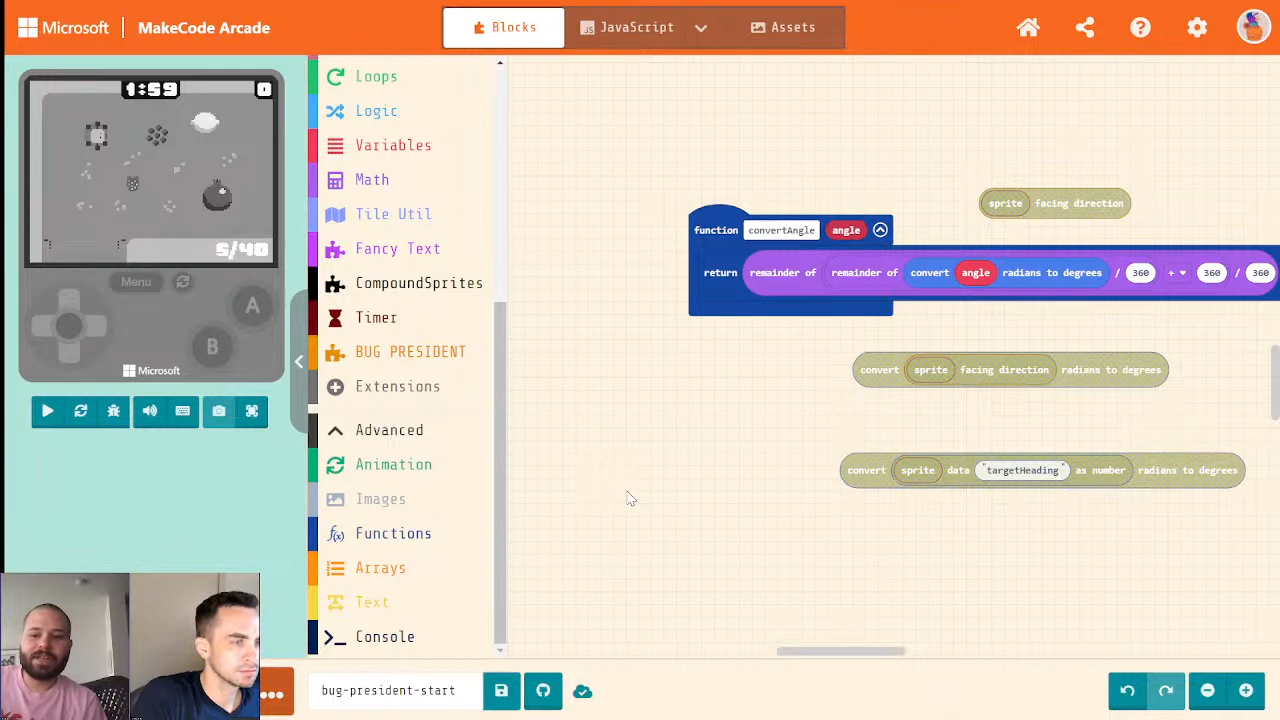 Microsoft
MakeCode Arcade
Blocks
JavaScript
Assets
1:59
0
5/40
Menu
A
B
Microsoft
Loops
Logic
Variables
Math
Tile Util
Fancy Text
CompoundSprites
Timer
BUG PRESIDENT
Extensions
Advanced
Animation
Images
Functions
Arrays
Text
Console
sprite facing direction
function convertAngle angle
return remainder of remainder of convert angle radians to degrees / 360 + 360 / 360
convert sprite facing direction radians to degrees
convert sprite data "targetHeading" as number radians to degrees
bug-president-start